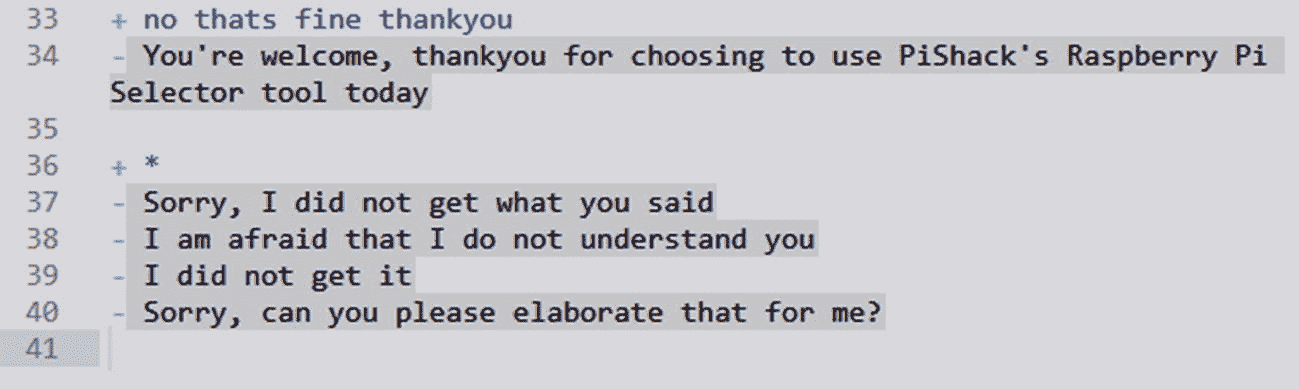 33 + no thats fine thankyou
34 - You're welcome, thankyou for choosing to use PiShack's Raspberry Pi
Selector tool today
35
36 + *
37 - Sorry, I did not get what you said
38 - I am afraid that I do not understand you
39 - I did not get it
40 - Sorry, can you please elaborate that for me?
41